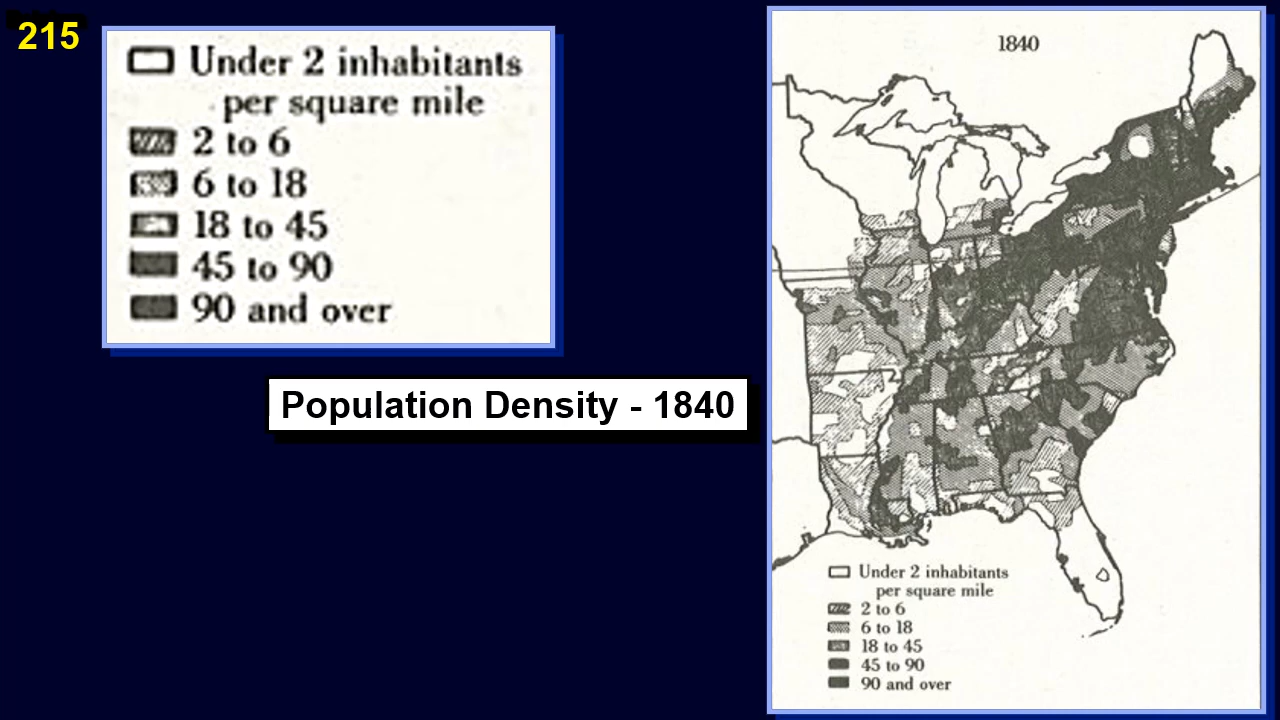 215
Under 2 inhabitants
per square mile
2 to 6
6 to 18
18 to 45
45 to 90
90 and over
Population Density - 1840
1840
Under 2 inhabitants
per square mile
2 to 6
6 to 18
18 to 45
45 to 90
90 and over